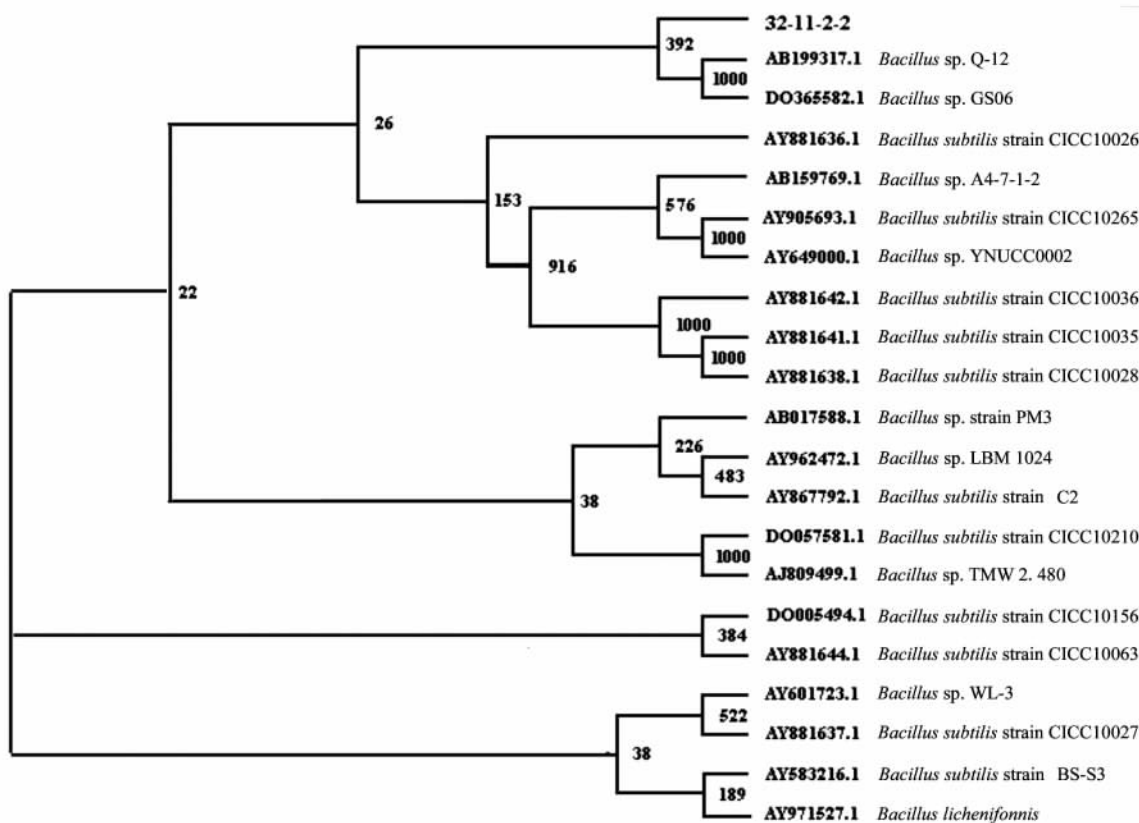 32-11-2-2
392
AB199317.1 Bacillus sp. Q-12
1000
DO365582.1 Bacillus sp. GS06
26
AY881636.1 Bacillus subtilis strain CICC10026
153
AB159769.1 Bacillus sp. A4-7-1-2
576
AY905693.1 Bacillus subtilis strain CICC10265
1000
AY649000.1 Bacillus sp. YNUCC0002
916
22
AY881642.1 Bacillus subtilis strain CICC10036
1000
AY881641.1 Bacillus subtilis strain CICC10035
1000
AY881638.1 Bacillus subtilis strain CICC10028
AB017588.1 Bacillus sp. strain PM3
226
AY962472.1 Bacillus sp. LBM 1024
483
AY867792.1 Bacillus subtilis strain C2
38
DO057581.1 Bacillus subtilis strain CICC10210
1000
AJ809499.1 Bacillus sp. TMW 2. 480
DO005494.1 Bacillus subtilis strain CICC10156
384
AY881644.1 Bacillus subtilis strain CICC10063
AY601723.1 Bacillus sp. WL-3
522
AY881637.1 Bacillus subtilis strain CICC10027
38
AY583216.1 Bacillus subtilis strain BS-S3
189
AY971527.1 Bacillus lichenifonnis